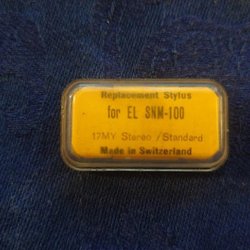 Replacement Stylus
for EL SNM-100
17MY Stereo/Standard
Made in Switzerland